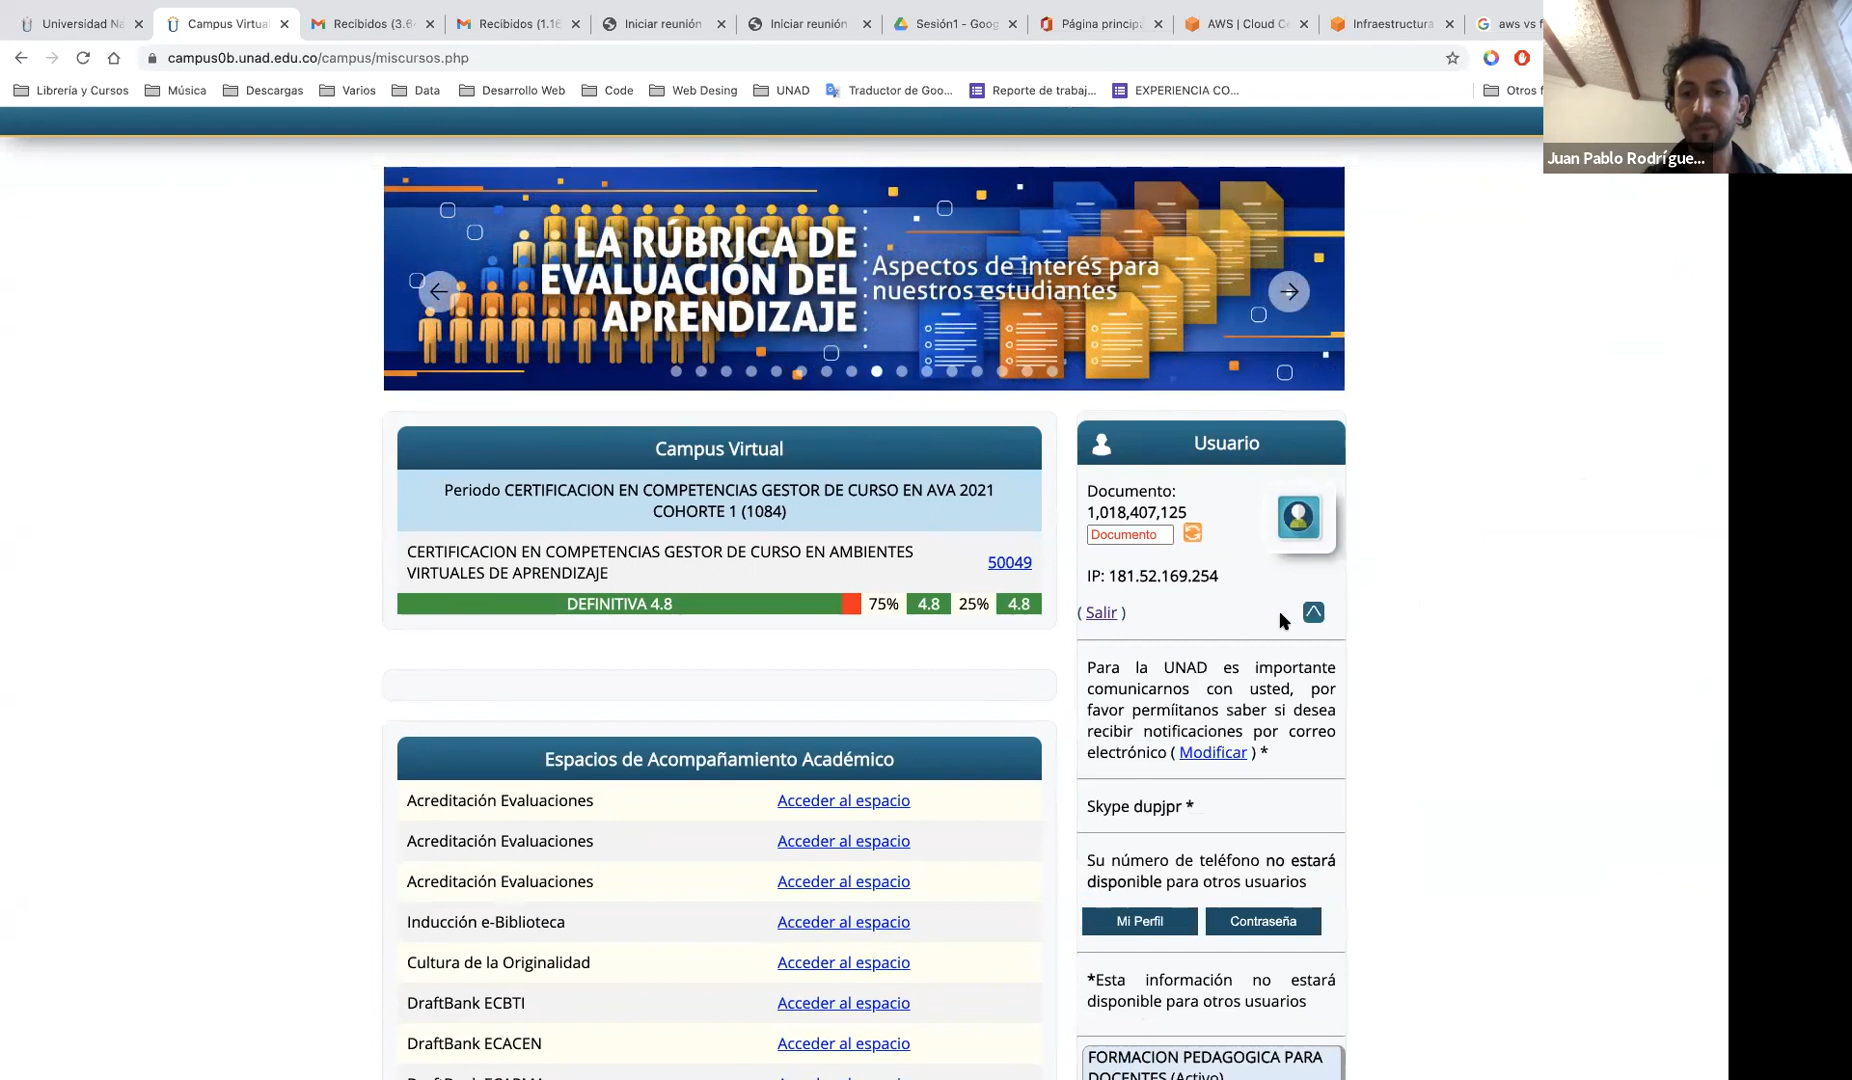 Universidad Na
Campus Virtual
Recibidos (3.6
Recibidos (1.16
Iniciar reunión
Iniciar reunión
Sesión1 - Goog
Página principa
AWS | Cloud C
Infraestructura
aws vs f
campus0b.unad.edu.co/campus/miscursos.php
Librería y Cursos
Música
Descargas
Varios
Data
Desarrollo Web
Code
Web Desing
UNAD
Traductor de Goo...
Reporte de trabaj...
EXPERIENCIA CO...
Otros f
Juan Pablo Rodrígue...
LA RÚBRICA DE
EVALUACIÓN DEL
APRENDIZAJE
Aspectos de interés para
nuestros estudiantes
Campus Virtual
Periodo CERTIFICACION EN COMPETENCIAS GESTOR DE CURSO EN AVA 2021
COHORTE 1 (1084)
CERTIFICACION EN COMPETENCIAS GESTOR DE CURSO EN AMBIENTES
VIRTUALES DE APRENDIZAJE
50049
DEFINITIVA 4.8 75% 4.8 25% 4.8
Espacios de Acompañamiento Académico
Acreditación Evaluaciones Acceder al espacio
Acreditación Evaluaciones Acceder al espacio
Acreditación Evaluaciones Acceder al espacio
Inducción e-Biblioteca Acceder al espacio
Cultura de la Originalidad Acceder al espacio
DraftBank ECBTI Acceder al espacio
DraftBank ECACEN Acceder al espacio
Usuario
Documento:
1,018,407,125
Documento
IP: 181.52.169.254
( Salir )
Para la UNAD es importante
comunicarnos con usted, por
favor permíitanos saber si desea
recibir notificaciones por correo
electrónico ( Modificar ) *
Skype dupjpr *
Su número de teléfono no estará
disponible para otros usuarios
Mi Perfil
Contraseña
*Esta información no estará
disponible para otros usuarios
FORMACION PEDAGOGICA PARA
DOCENTES (Activo)